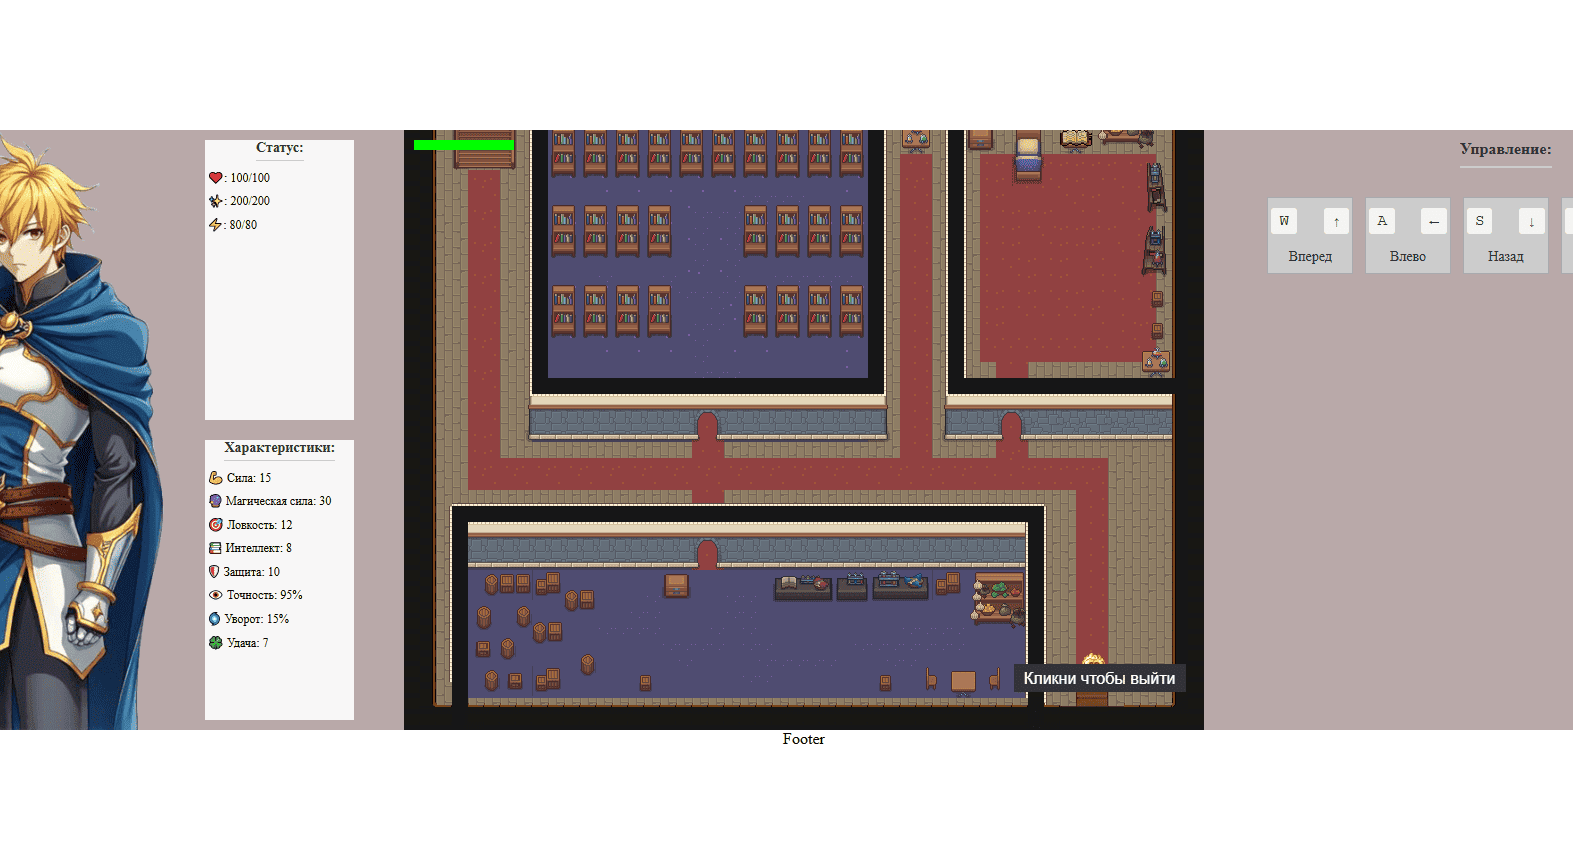 Статус:
: 100/100
: 200/200
: 80/80
Характеристики:
Сила: 15
Магическая сила: 30
Ловкость: 12
Интеллект: 8
Защита: 10
Точность: 95%
Уворот: 15%
Удача: 7
Кликни чтобы выйти
Управление:
W ↑ A ← S ↓
Вперед Влево Назад
Footer